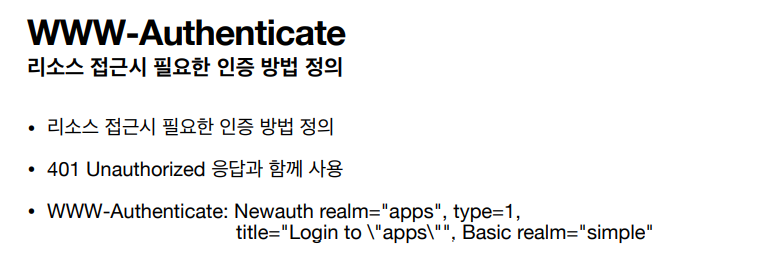 WWW-Authenticate
리소스 접근시 필요한 인증 방법 정의
• 리소스 접근시 필요한 인증 방법 정의
• 401 Unauthorized 응답과 함께 사용
• WWW-Authenticate: Newauth realm="apps", type=1,
title="Login to \"apps\"", Basic realm="simple"